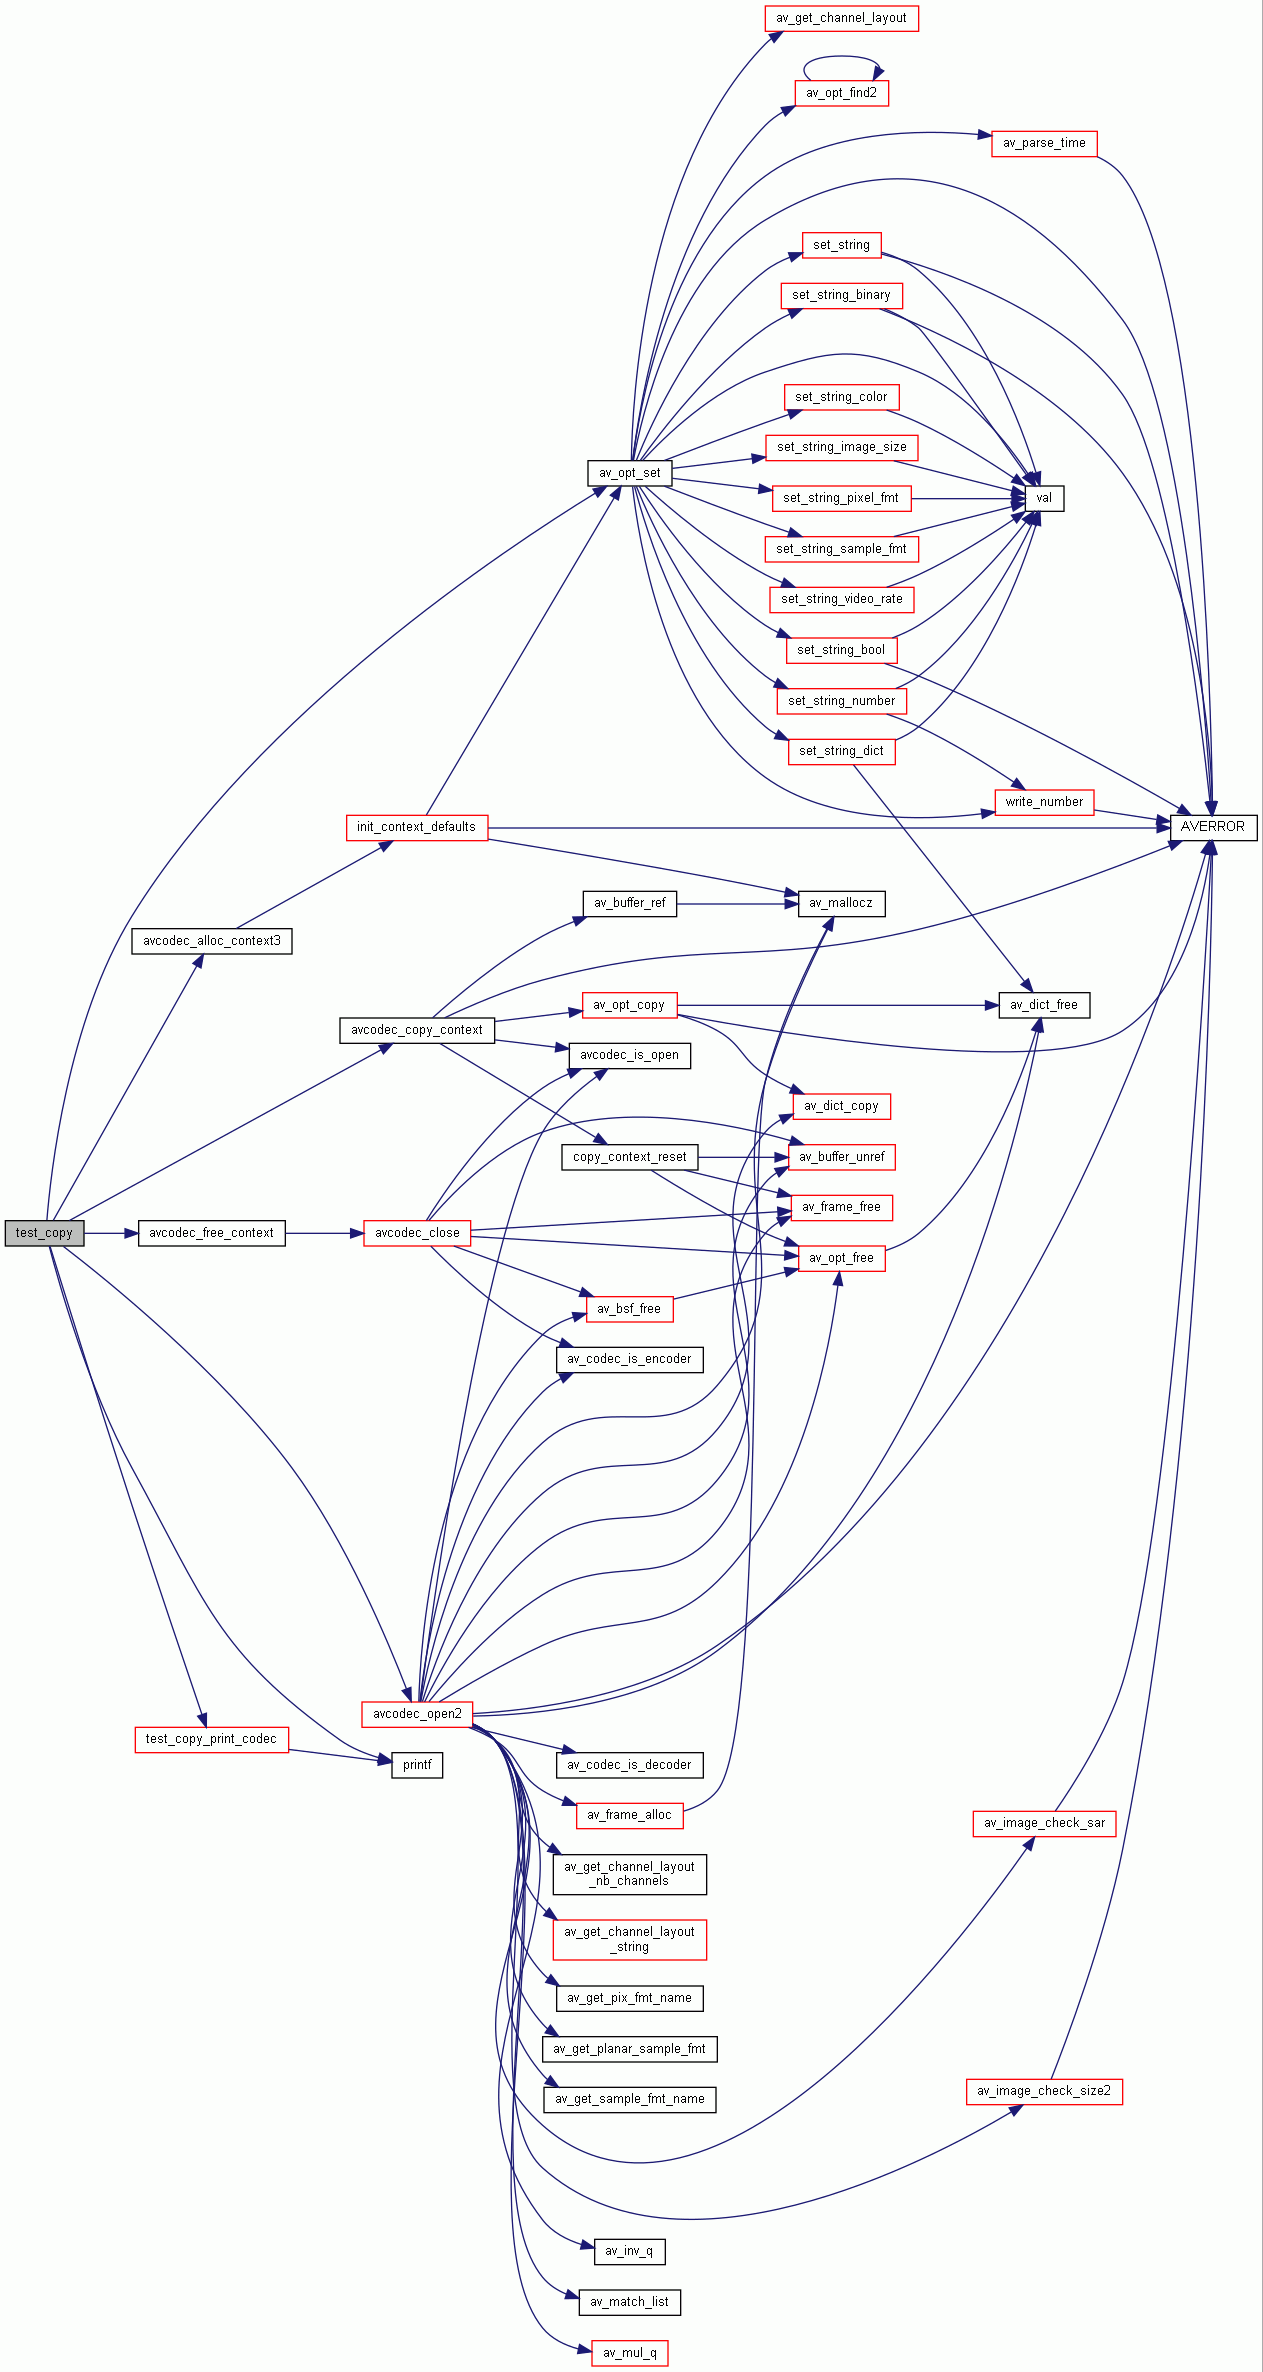 av_get_channel_layout
av_opt_find2
av_parse_time
set_string
set_string_binary
set_string_color
set_string_image_size
av_opt_set
set_string_pixel_fmt
val
set_string_sample_fmt
set_string_video_rate
set_string_bool
set_string_number
set_string_dict
write_number
init_context_defaults
AVERROR
av_buffer_ref
av_mallocz
avcodec_alloc_context3
av_opt_copy
av_dict_free
avcodec_copy_context
avcodec_is_open
av_dict_copy
copy_context_reset
av_buffer_unref
av_frame_free
test_copy
avcodec_free_context
avcodec_close
av_opt_free
av_bsf_free
av_codec_is_encoder
avcodec_open2
test_copy_print_codec
printf
av_codec_is_decoder
av_frame_alloc
av_image_check_sar
av_get_channel_layout
_nb_channels
av_get_channel_layout
_string
av_get_pix_fmt_name
av_get_planar_sample_fmt
av_get_sample_fmt_name
av_image_check_size2
av_inv_q
av_match_list
av_mul_q